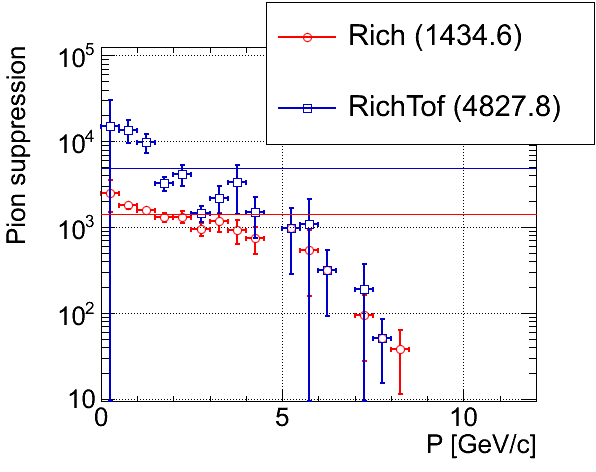 Rich (1434.6)
RichTof (4827.8)
Pion suppression
10^5
10^4
10^3
10^2
10
0 5 10
P [GeV/c]